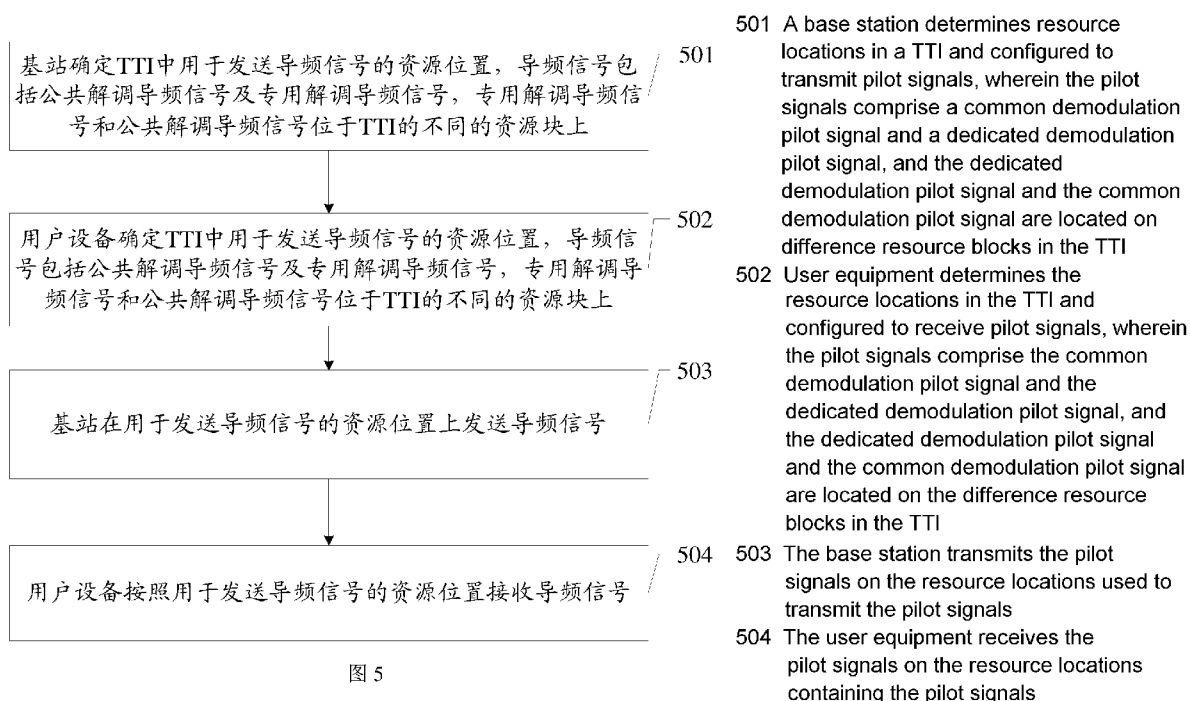 基站确定TTI中用于发送导频信号的资源位置，导频信号包
括公共解调导频信号及专用解调导频信号，专用解调导频信
号和公共解调导频信号位于TTI的不同的资源块上
501
用户设备确定TTI中用于发送导频信号的资源位置，导频信
号包括公共解调导频信号及专用解调导频信号，专用解调导
频信号和公共解调导频信号位于TTI的不同的资源块上
502
基站在用于发送导频信号的资源位置上发送导频信号
503
用户设备按照用于发送导频信号的资源位置接收导频信号
504
图 5
501 A base station determines resource
locations in a TTI and configured to
transmit pilot signals, wherein the pilot
signals comprise a common demodulation
pilot signal and a dedicated demodulation
pilot signal, and the dedicated
demodulation pilot signal and the common
demodulation pilot signal are located on
difference resource blocks in the TTI
502 User equipment determines the
resource locations in the TTI and
configured to receive pilot signals, wherein
the pilot signals comprise the common
demodulation pilot signal and the
dedicated demodulation pilot signal, and
the dedicated demodulation pilot signal
and the common demodulation pilot signal
are located on the difference resource
blocks in the TTI
503 The base station transmits the pilot
signals on the resource locations used to
transmit the pilot signals
504 The user equipment receives the
pilot signals on the resource locations
containing the pilot signals